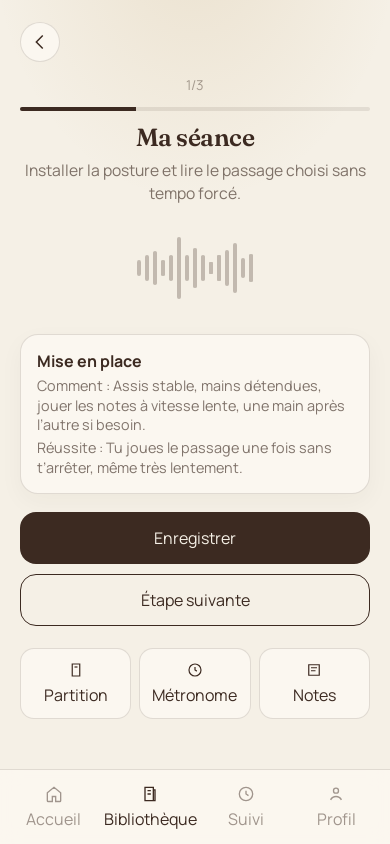 1/3
Ma séance
Installer la posture et lire le passage choisi sans
tempo forcé.
Mise en place
Comment : Assis stable, mains détendues,
jouer les notes à vitesse lente, une main après
l'autre si besoin.
Réussite : Tu joues le passage une fois sans
t'arrêter, même très lentement.
Enregistrer
Étape suivante
Partition
Métronome
Notes
Accueil
Bibliothèque
Suivi
Profil